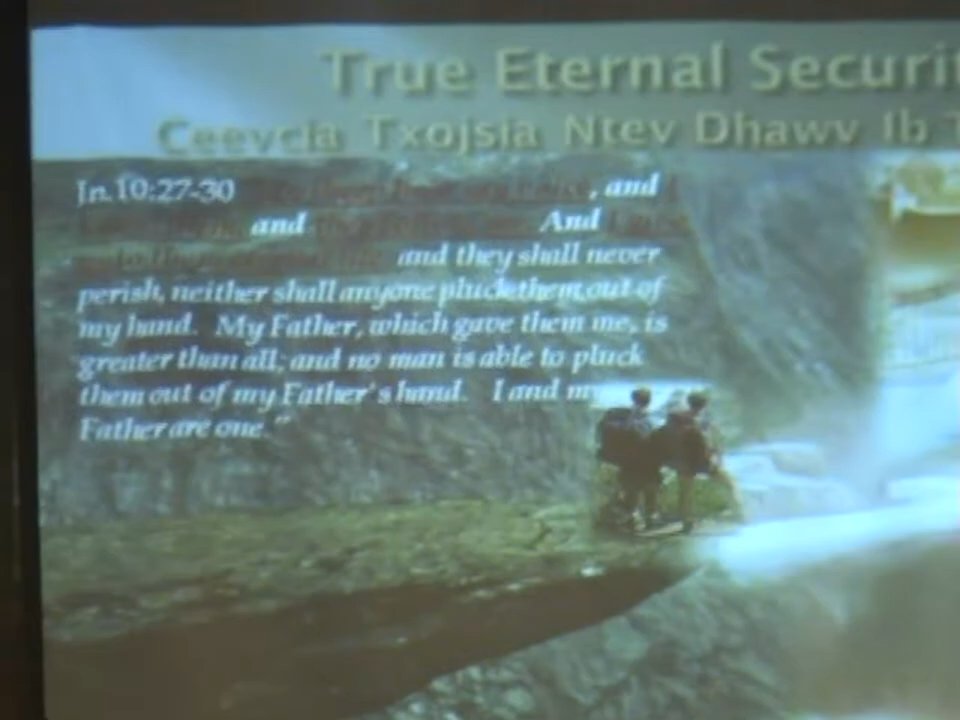 True Eternal Securit
Ceevcia Txojsia Ntev Dhawv Ib T
Jn.10:27-30 , and
and And
and they shall never
perish, neither shall anyone pluck them out of
my hand. My Father, which gave them me, is
greater than all; and no man is able to pluck
them out of my Father's hand. I and my
Father are one."